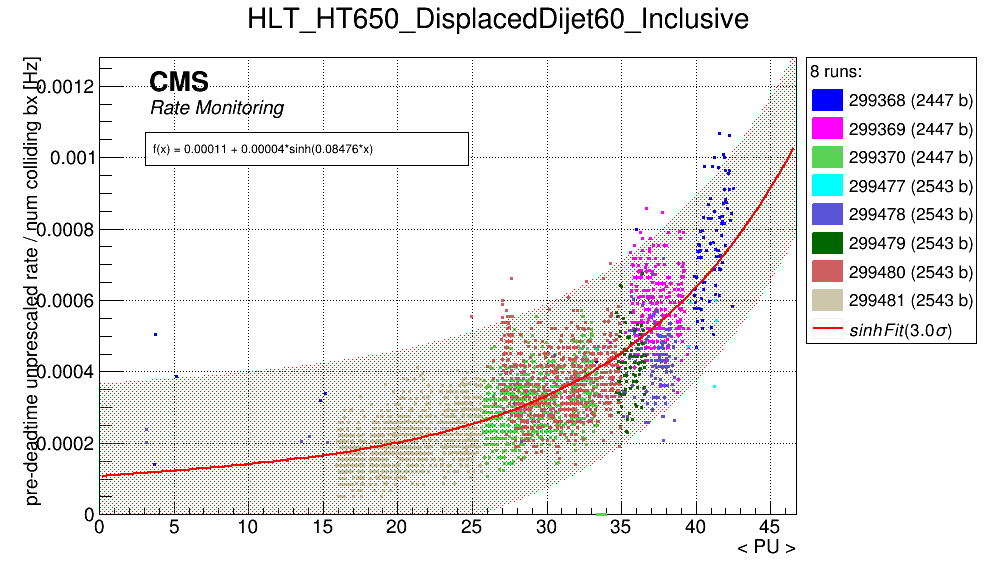 HLT_HT650_DisplacedDijet60_Inclusive
pre-deadtime unprescaled rate / num colliding bx [Hz]
CMS
Rate Monitoring
f(x) = 0.00011 + 0.00004*sinh(0.08476*x)
0.0012
0.001
0.0008
0.0006
0.0004
0.0002
0
0 5 10 15 20 25 30 35 40 45
< PU >
8 runs:
299368 (2447 b)
299369 (2447 b)
299370 (2447 b)
299477 (2543 b)
299478 (2543 b)
299479 (2543 b)
299480 (2543 b)
299481 (2543 b)
sinhFit(3.0σ)